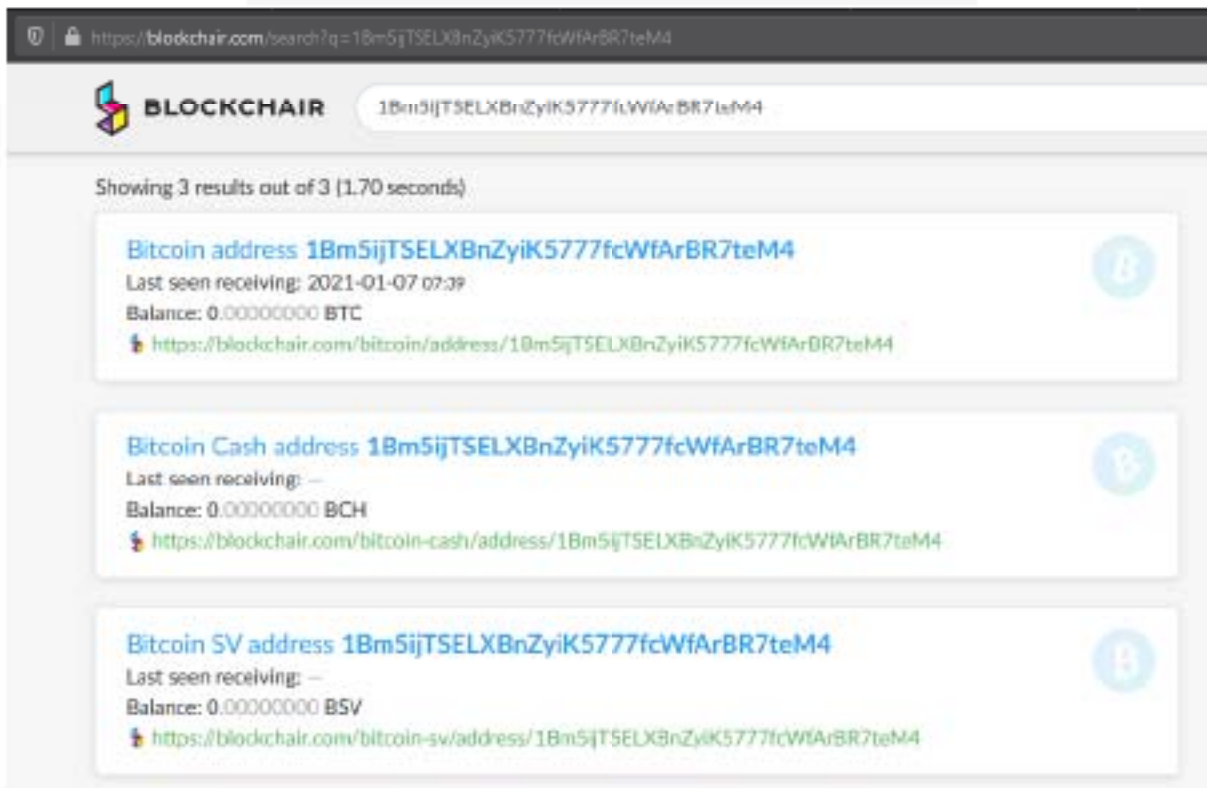 https://blockchair.com/search?q=1Bm5ijTSELXBnZyiK5777fcWfArBR7teM4
BLOCKCHAIR
1Bm5ijTSELXBnZyiK5777fcWfArBR7teM4
Showing 3 results out of 3 (1.70 seconds)
Bitcoin address 1Bm5ijTSELXBnZyiK5777fcWfArBR7teM4
Last seen receiving: 2021-01-07 07:39
Balance: 0.00000000 BTC
https://blockchair.com/bitcoin/address/1Bm5ijTSELXBnZyiK5777fcWfArBR7teM4
Bitcoin Cash address 1Bm5ijTSELXBnZyiK5777fcWfArBR7teM4
Last seen receiving: —
Balance: 0.00000000 BCH
https://blockchair.com/bitcoin-cash/address/1Bm5ijTSELXBnZyiK5777fcWfArBR7teM4
Bitcoin SV address 1Bm5ijTSELXBnZyiK5777fcWfArBR7teM4
Last seen receiving: —
Balance: 0.00000000 BSV
https://blockchair.com/bitcoin-sv/address/1Bm5ijTSELXBnZyiK5777fcWfArBR7teM4